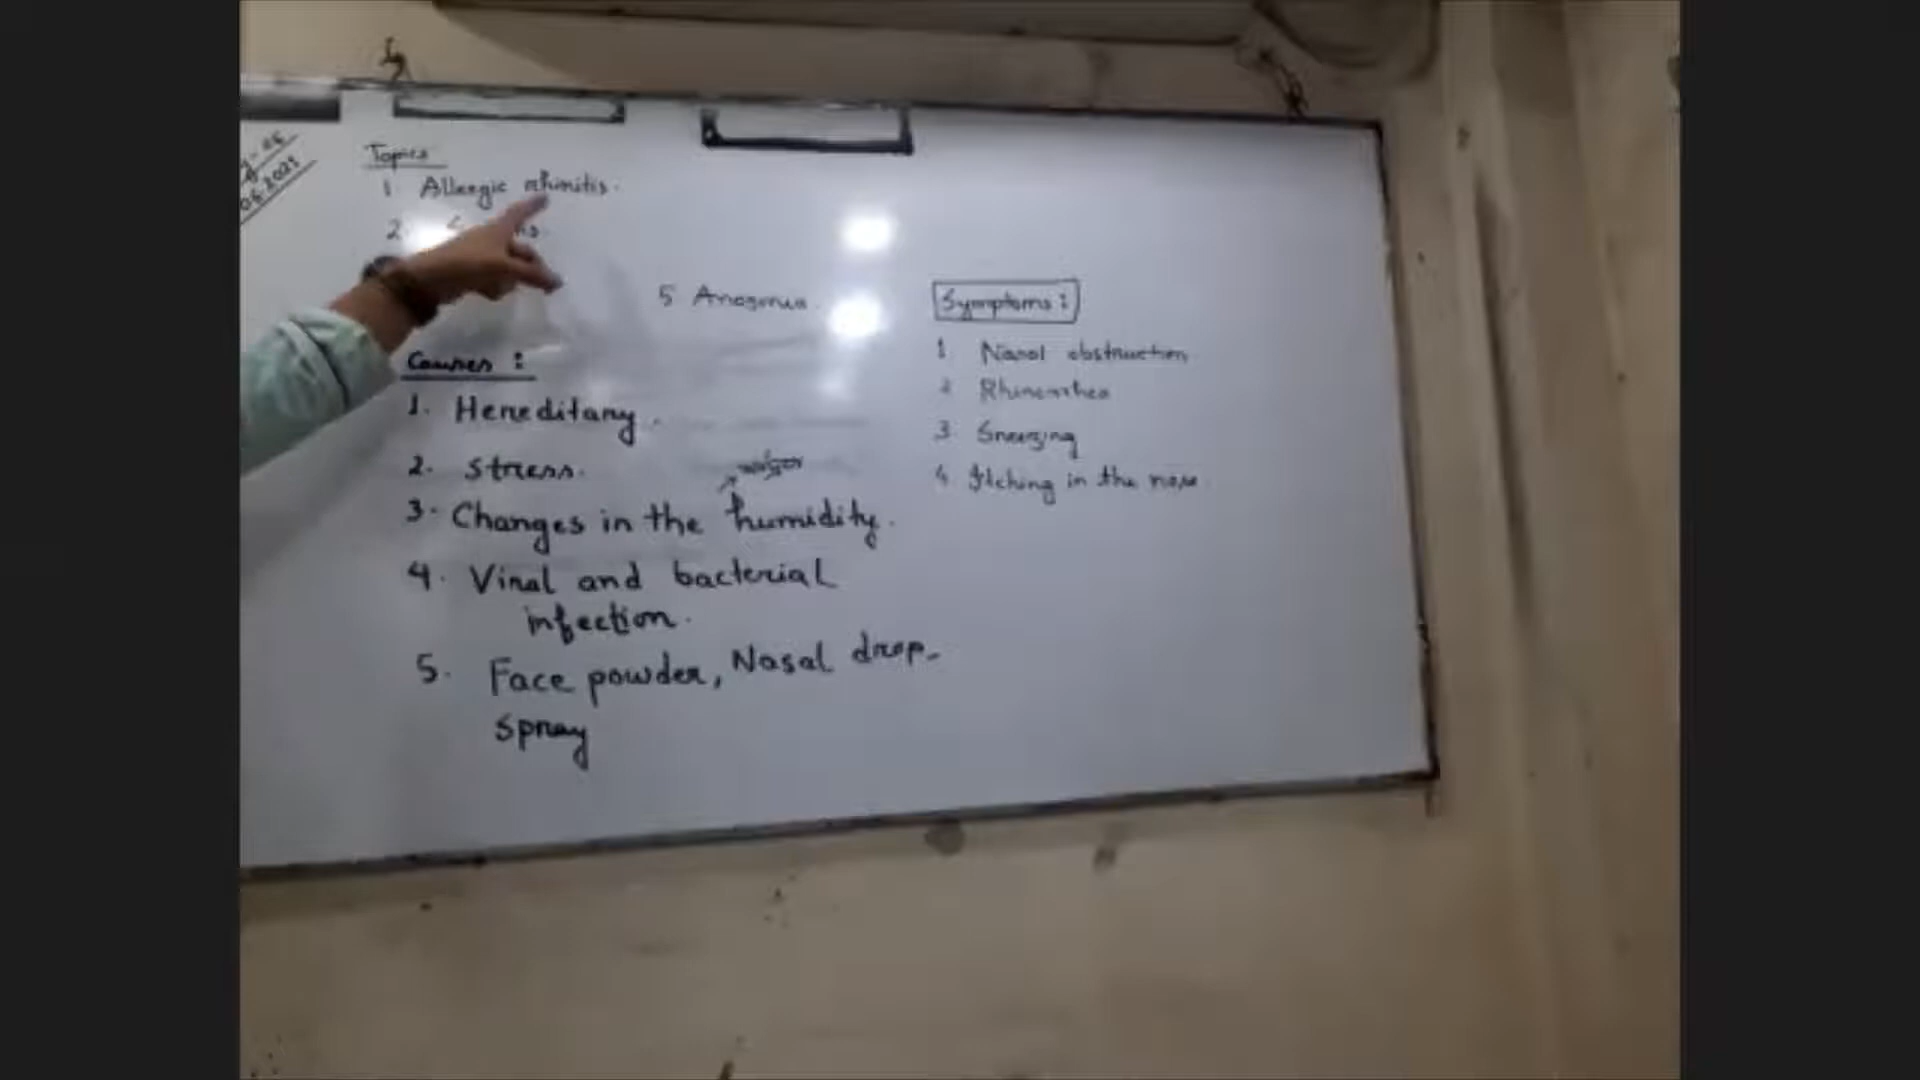 Topics
1 Allergic rhinitis.
2.
5 Anosmia.
Causes :
1. Hereditary.
2. Stress.
3. Changes in the humidity.
4. Viral and bacterial
infection.
5. Face powder, Nasal drop,
spray
Symptoms :
1 Nasal obstruction
2 Rhinorrhea
3 Sneezing
4 Itching in the nose